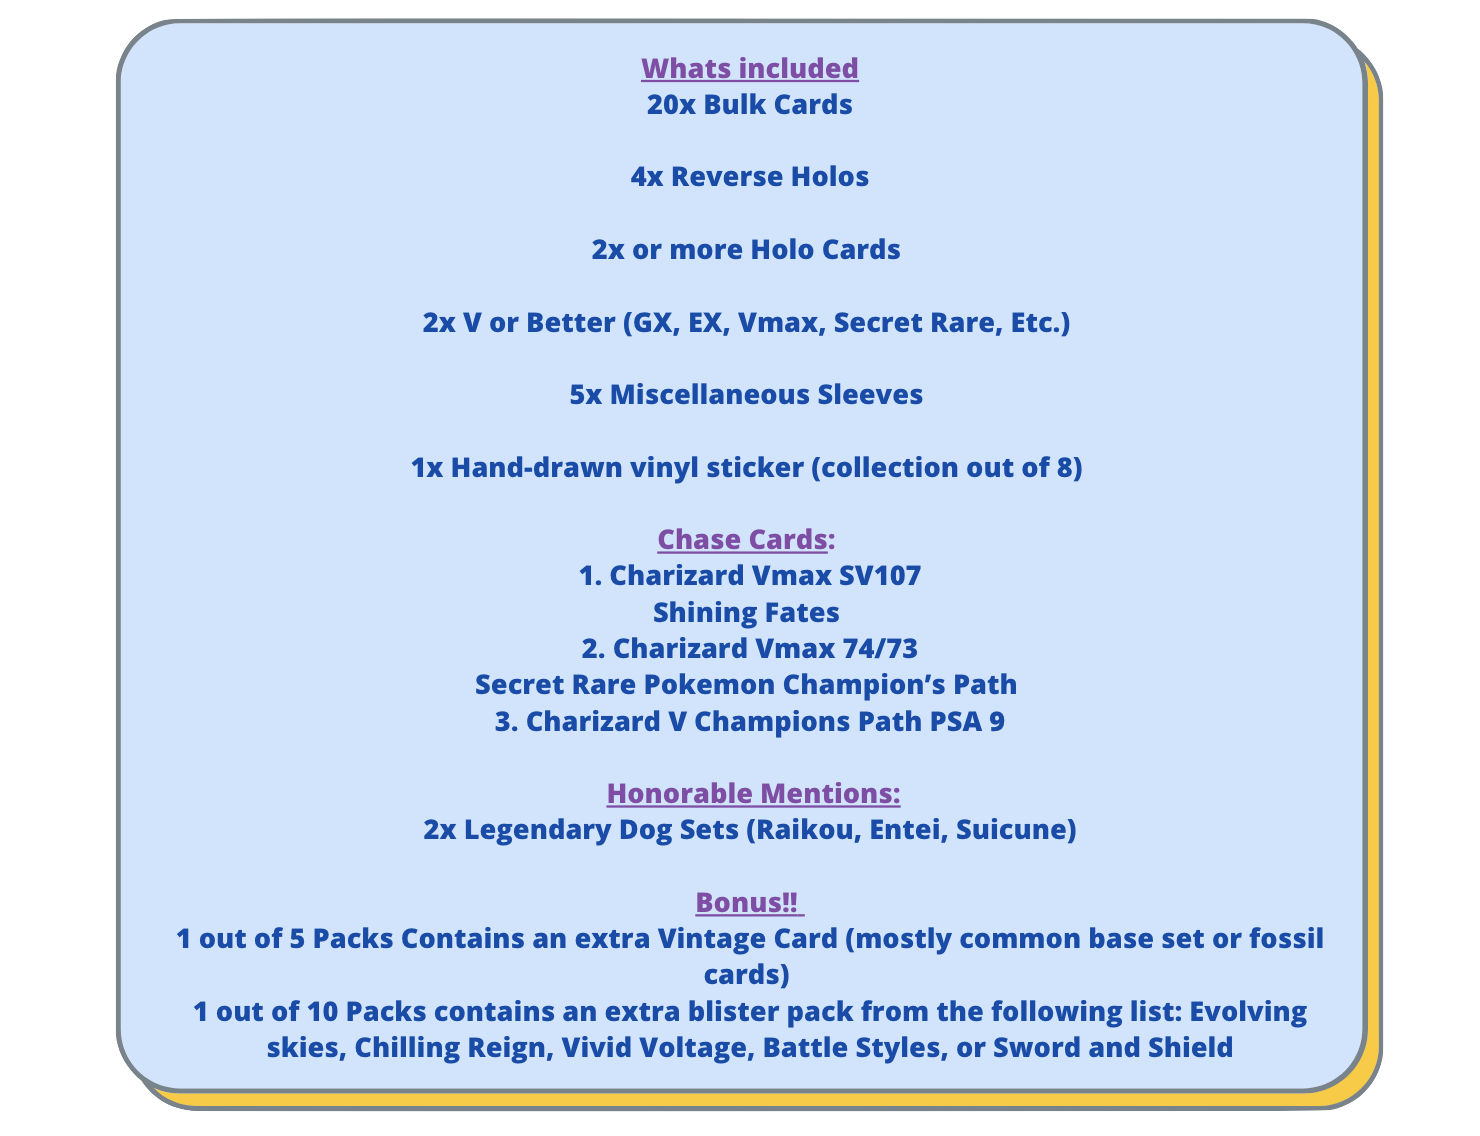 Whats included
20x Bulk Cards
4x Reverse Holos
2x or more Holo Cards
2x V or Better (GX, EX, Vmax, Secret Rare, Etc.)
5x Miscellaneous Sleeves
1x Hand-drawn vinyl sticker (collection out of 8)
Chase Cards:
1. Charizard Vmax SV107
Shining Fates
2. Charizard Vmax 74/73
Secret Rare Pokemon Champion’s Path
3. Charizard V Champions Path PSA 9
Honorable Mentions:
2x Legendary Dog Sets (Raikou, Entei, Suicune)
Bonus!!
1 out of 5 Packs Contains an extra Vintage Card (mostly common base set or fossil
cards)
1 out of 10 Packs contains an extra blister pack from the following list: Evolving
skies, Chilling Reign, Vivid Voltage, Battle Styles, or Sword and Shield